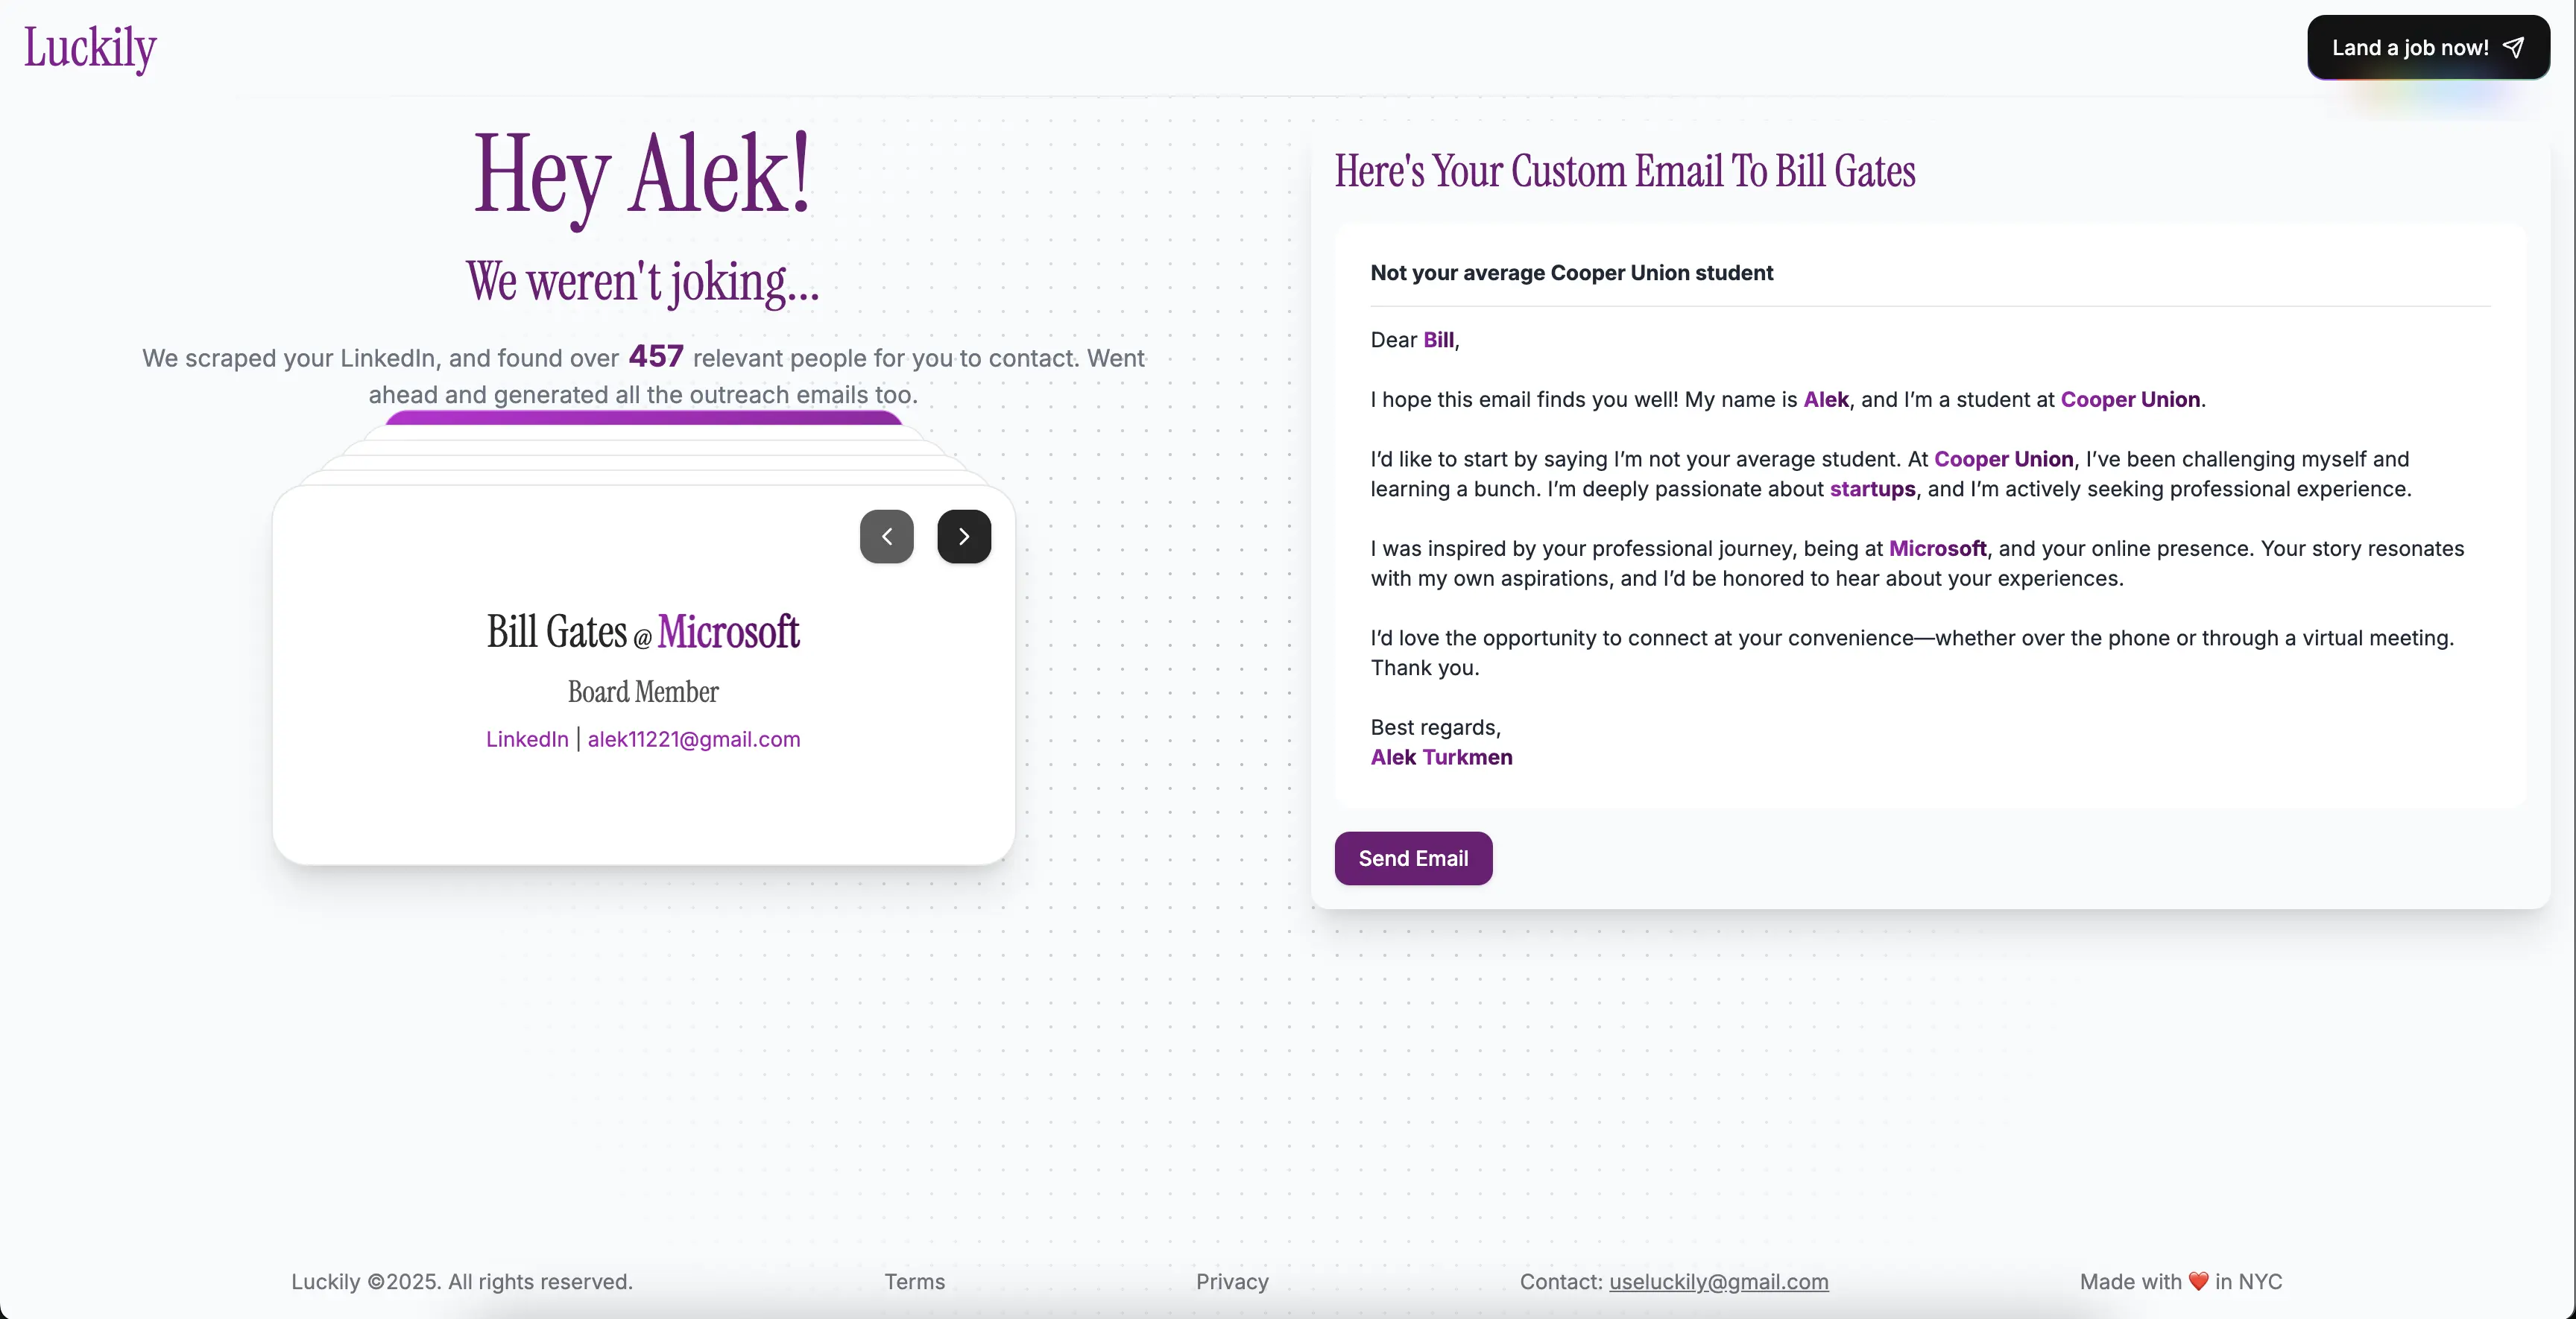 Luckily
Land a job now!
Hey Alek!
We weren't joking...
We scraped your LinkedIn, and found over 457 relevant people for you to contact. Went
ahead and generated all the outreach emails too.
Bill Gates @ Microsoft
Board Member
LinkedIn | alek11221@gmail.com
Here's Your Custom Email To Bill Gates
Not your average Cooper Union student
Dear Bill,
I hope this email finds you well! My name is Alek, and I’m a student at Cooper Union.
I’d like to start by saying I’m not your average student. At Cooper Union, I’ve been challenging myself and
learning a bunch. I’m deeply passionate about startups, and I’m actively seeking professional experience.
I was inspired by your professional journey, being at Microsoft, and your online presence. Your story resonates
with my own aspirations, and I’d be honored to hear about your experiences.
I’d love the opportunity to connect at your convenience—whether over the phone or through a virtual meeting.
Thank you.
Best regards,
Alek Turkmen
Send Email
Luckily ©2025. All rights reserved.
Terms
Privacy
Contact: useluckily@gmail.com
Made with ❤️ in NYC